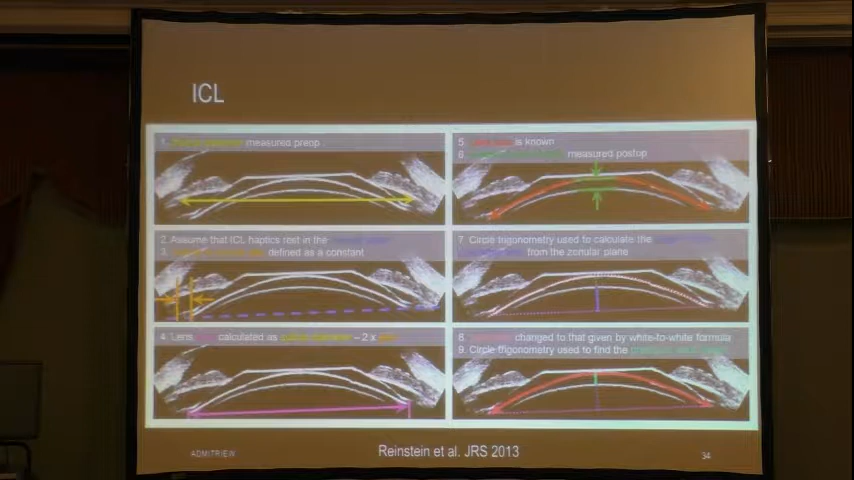 ICL
1. measured preop
2. Assume that ICL haptics rest in the
3. defined as a constant
4. Lens calculated as – 2 x
5. is known
6. measured postop
7. Circle trigonometry used to calculate the
from the zonular plane
8. changed to that given by white-to-white formula
9. Circle trigonometry used to find the
ADMITRIEW
Reinstein et al. JRS 2013
34